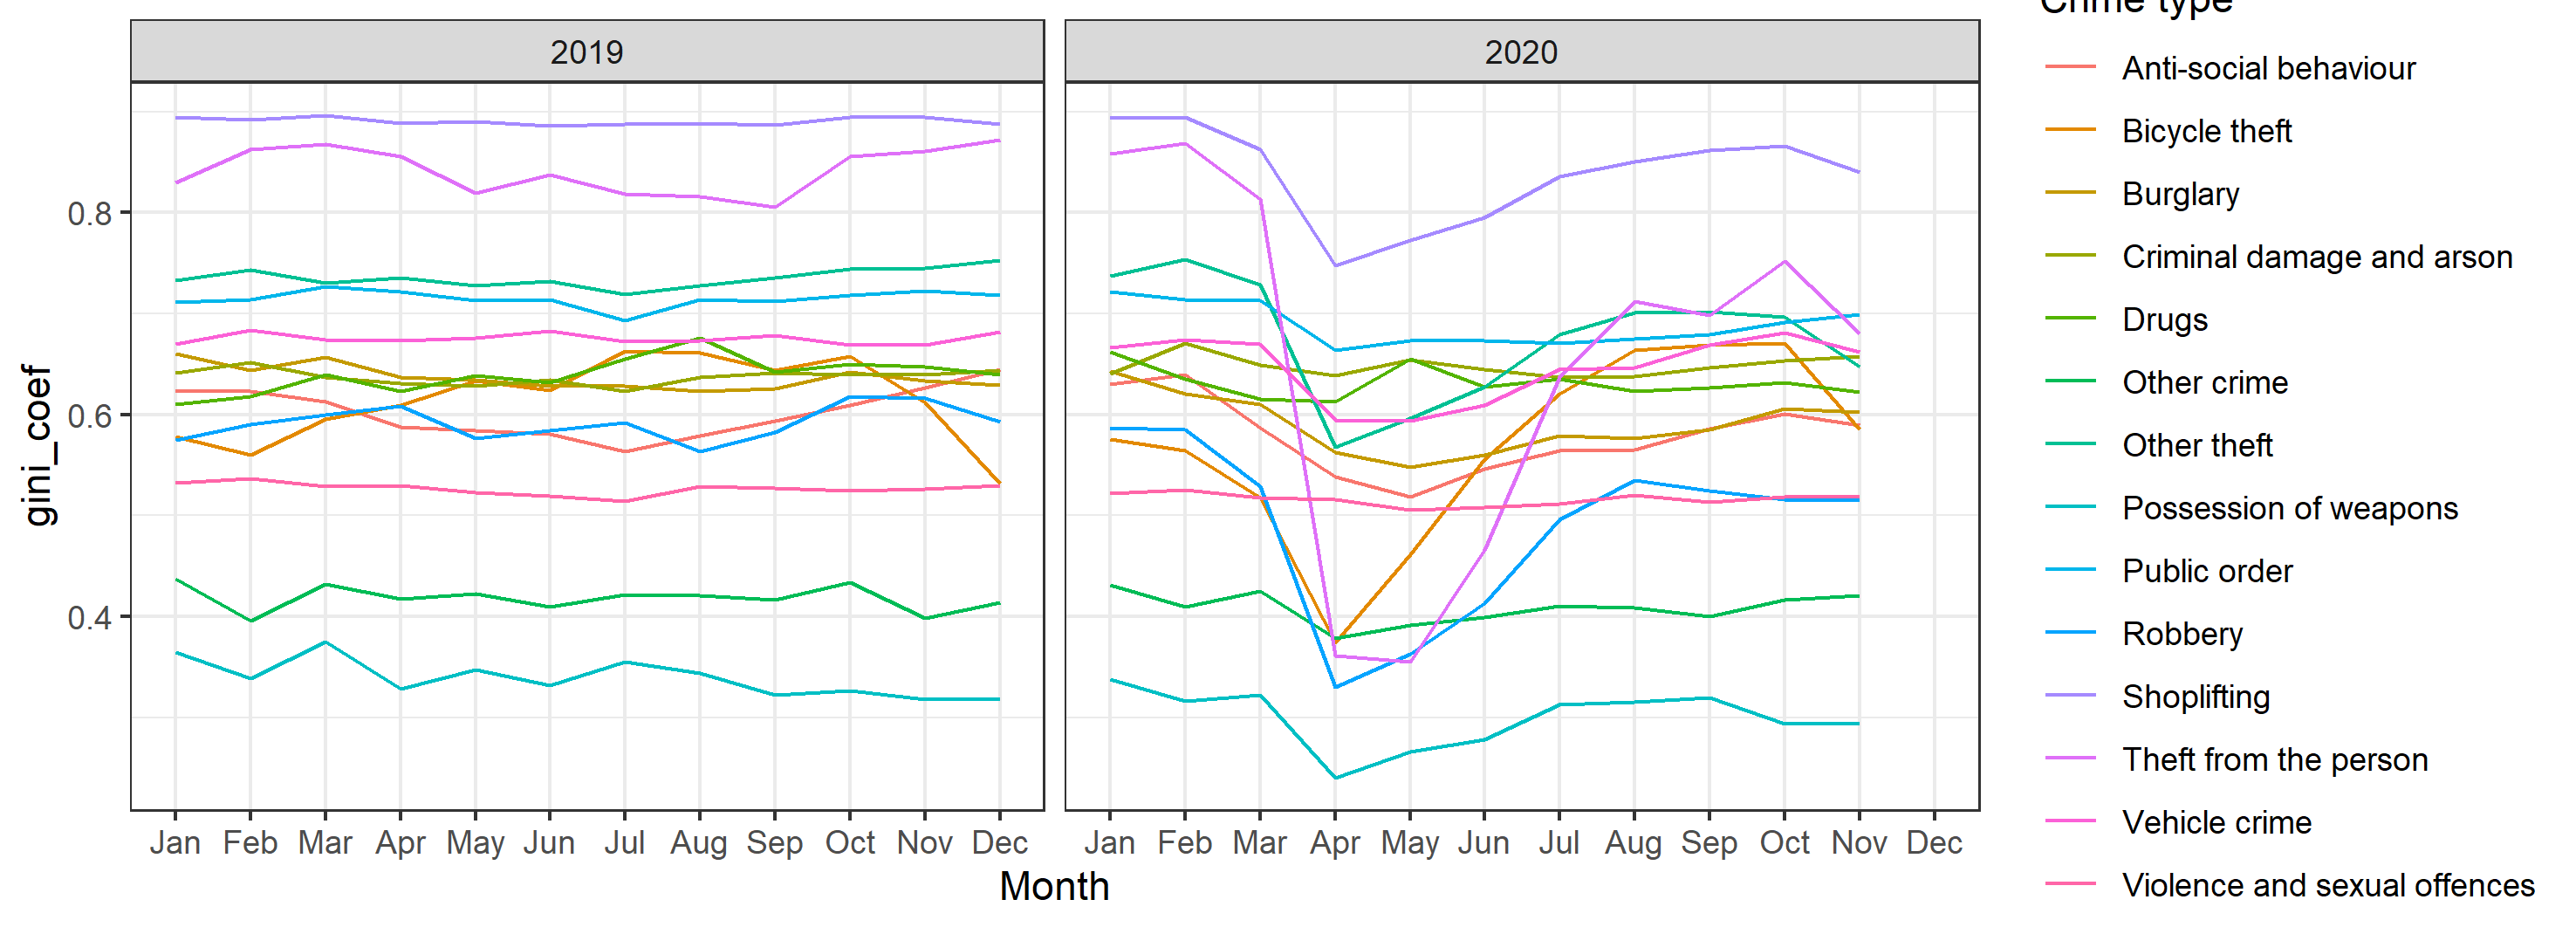 Crime type
2019
2020
Anti-social behaviour
Bicycle theft
Burglary
Criminal damage and arson
Drugs
Other crime
Other theft
Possession of weapons
Public order
Robbery
Shoplifting
Theft from the person
Vehicle crime
Violence and sexual offences
gini_coef
0.8
0.6
0.4
Jan Feb Mar Apr May Jun Jul Aug Sep Oct Nov Dec
Jan Feb Mar Apr May Jun Jul Aug Sep Oct Nov Dec
Month